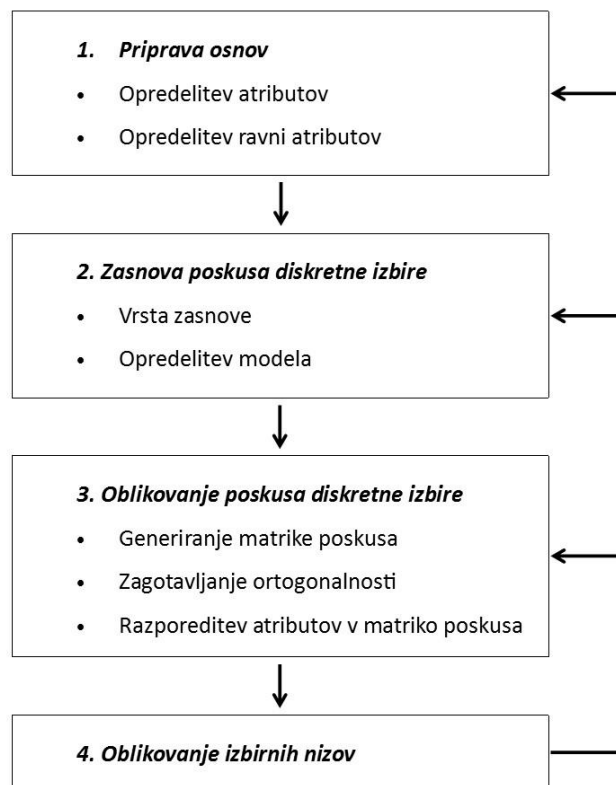 1. Priprava osnov
• Opredelitev atributov
• Opredelitev ravni atributov
2. Zasnova poskusa diskretne izbire
• Vrsta zasnove
• Opredelitev modela
3. Oblikovanje poskusa diskretne izbire
• Generiranje matrike poskusa
• Zagotavljanje ortogonalnosti
• Razporeditev atributov v matriko poskusa
4. Oblikovanje izbirnih nizov